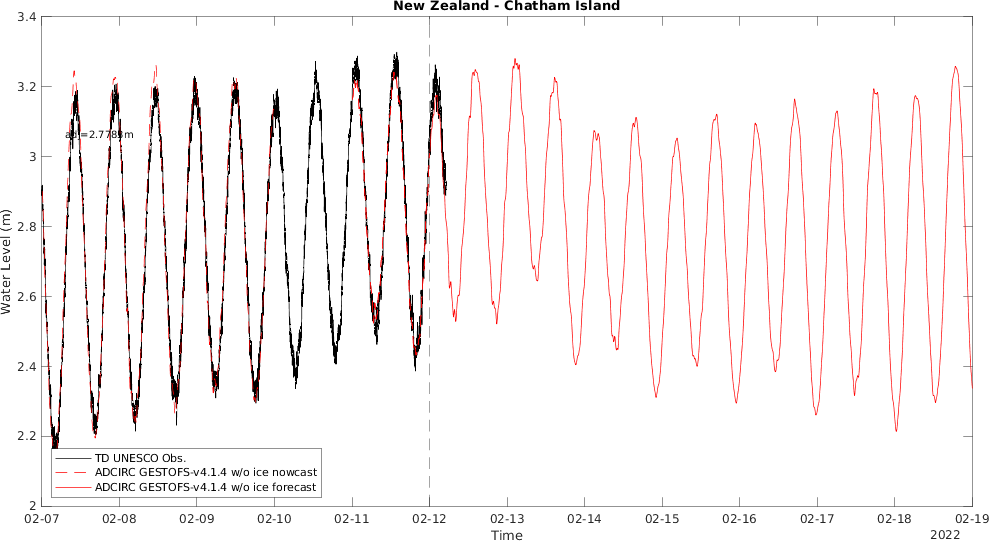 New Zealand - Chatham Island
3.4
3.2
3
2.8
2.6
2.4
2.2
2
Water Level (m)
TD UNESCO Obs.
ADCIRC GESTOFS-v4.1.4 w/o ice nowcast
ADCIRC GESTOFS-v4.1.4 w/o ice forecast
02-07 02-08 02-09 02-10 02-11 02-12 02-13 02-14 02-15 02-16 02-17 02-18 02-19
Time
2022